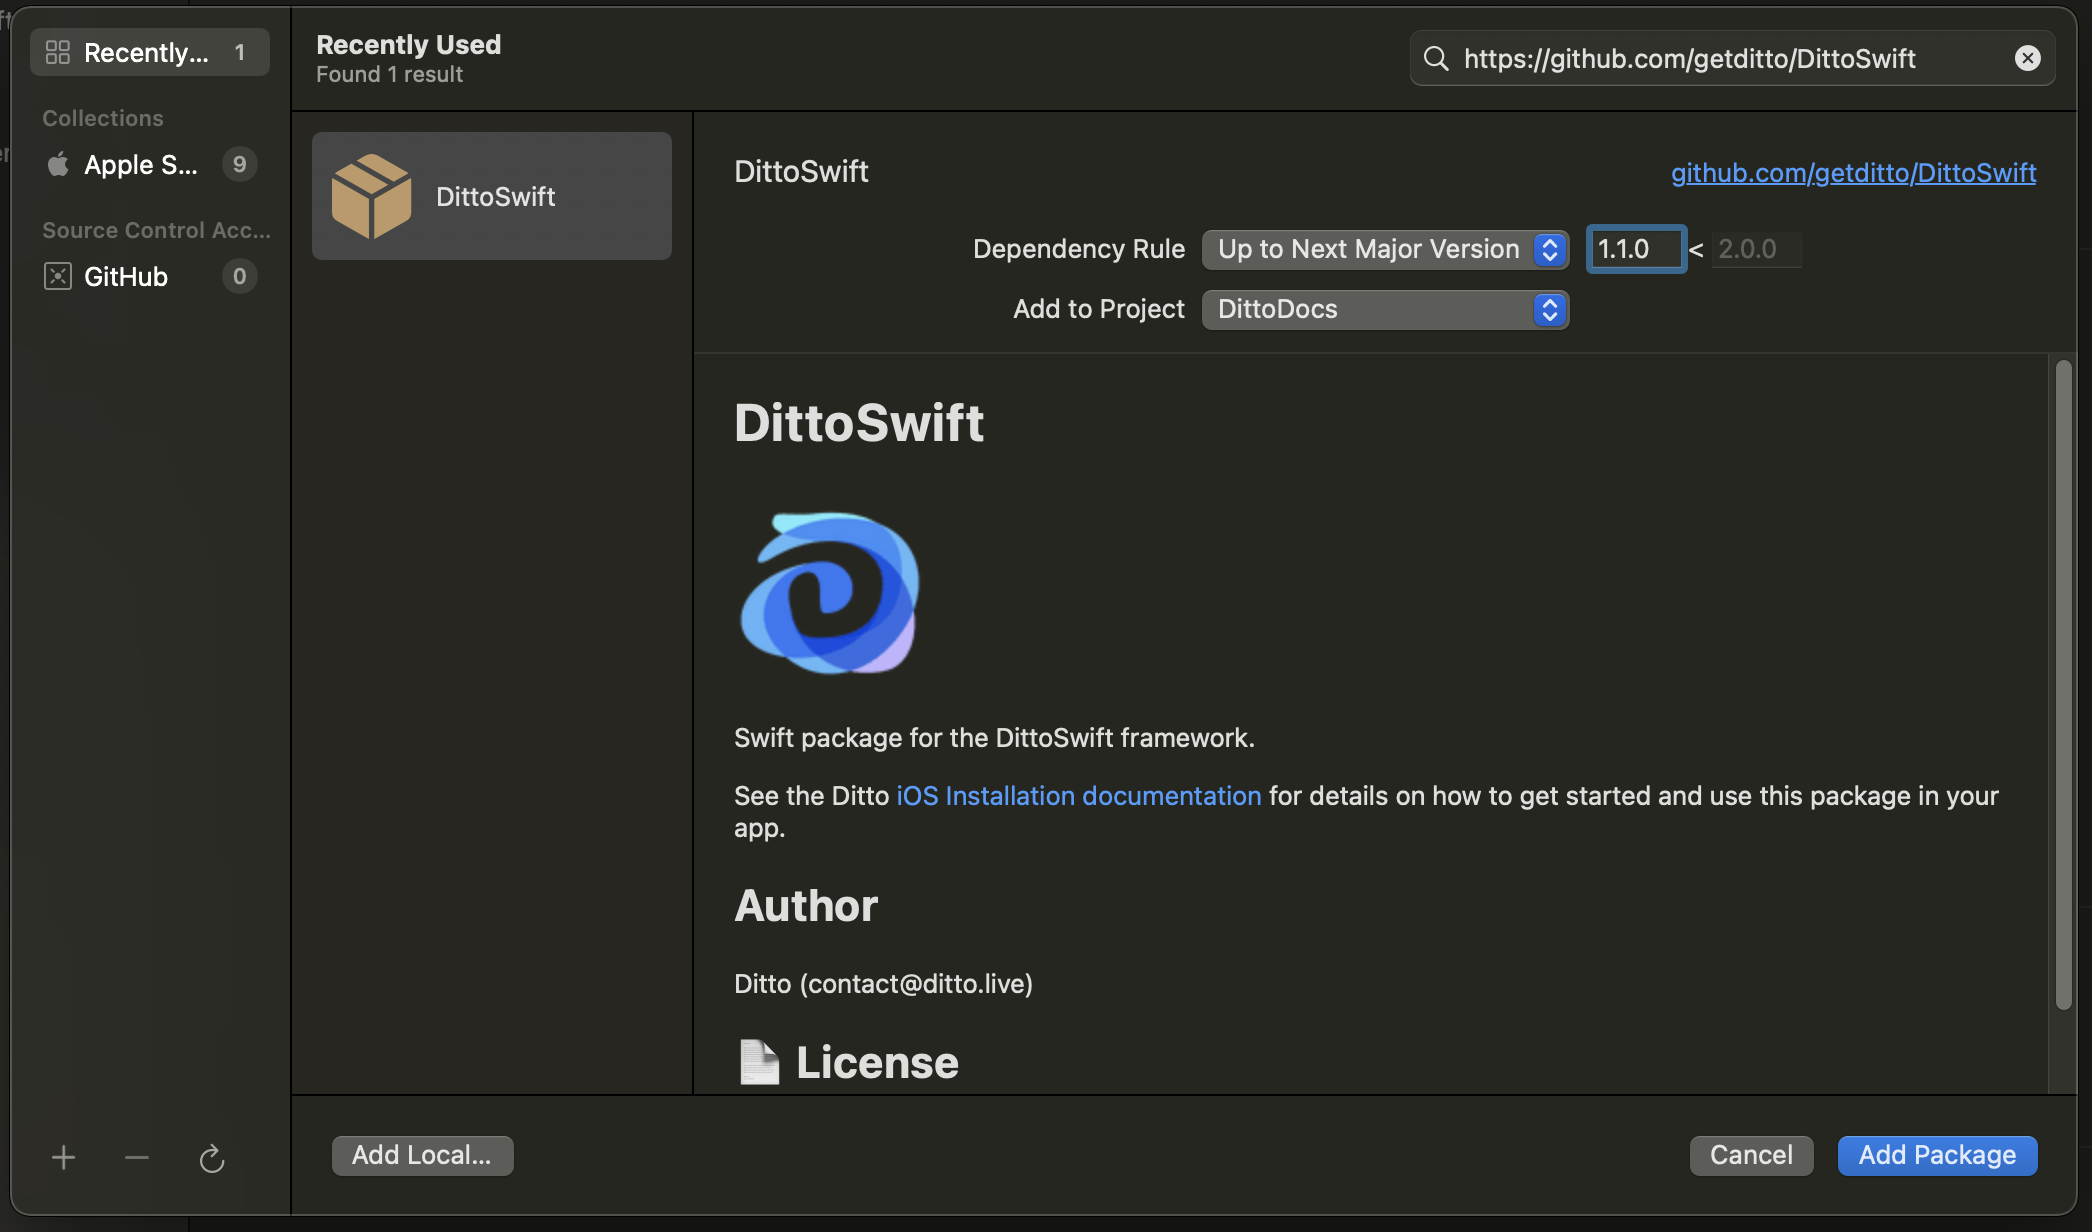 Recently... 1
Collections
Apple S... 9
Source Control Acc...
GitHub 0
Recently Used
Found 1 result
https://github.com/getditto/DittoSwift
DittoSwift
DittoSwift
github.com/getditto/DittoSwift
Dependency Rule Up to Next Major Version 1.1.0 < 2.0.0
Add to Project DittoDocs
DittoSwift
Swift package for the DittoSwift framework.
See the Ditto iOS Installation documentation for details on how to get started and use this package in your
app.
Author
Ditto (contact@ditto.live)
License
Add Local...
Cancel
Add Package